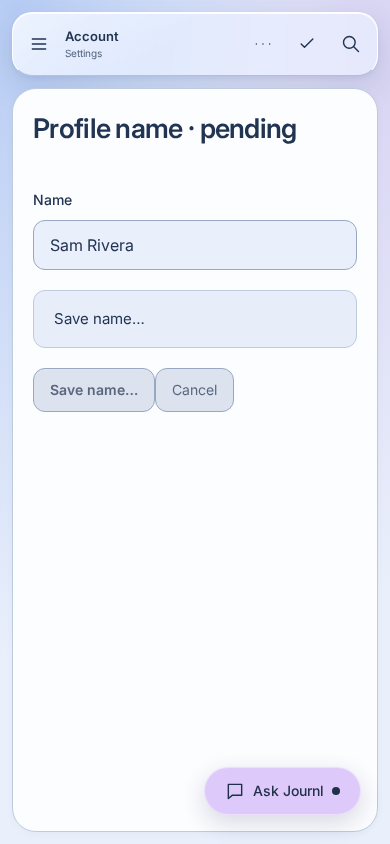 Account
Settings
...
Profile name · pending
Name
Sam Rivera
Save name...
Save name... Cancel
Ask Journl